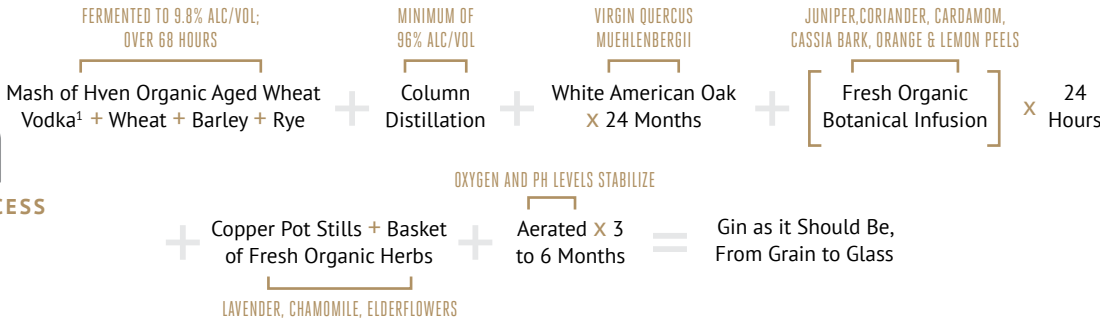 FERMENTED TO 9.8% ALC/VOL;
OVER 68 HOURS
MINIMUM OF
96% ALC/VOL
VIRGIN QUERCUS
MUEHLENBERGII
JUNIPER,CORIANDER, CARDAMOM,
CASSIA BARK, ORANGE & LEMON PEELS
Mash of Hven Organic Aged Wheat
Vodka¹ + Wheat + Barley + Rye
+
Column
Distillation
+
White American Oak
x 24 Months
+
[Fresh Organic
Botanical Infusion]
x
24
Hours
CESS
OXYGEN AND PH LEVELS STABILIZE
+
Copper Pot Stills + Basket
of Fresh Organic Herbs
+
Aerated x 3
to 6 Months
=
Gin as it Should Be,
From Grain to Glass
LAVENDER, CHAMOMILE, ELDERFLOWERS